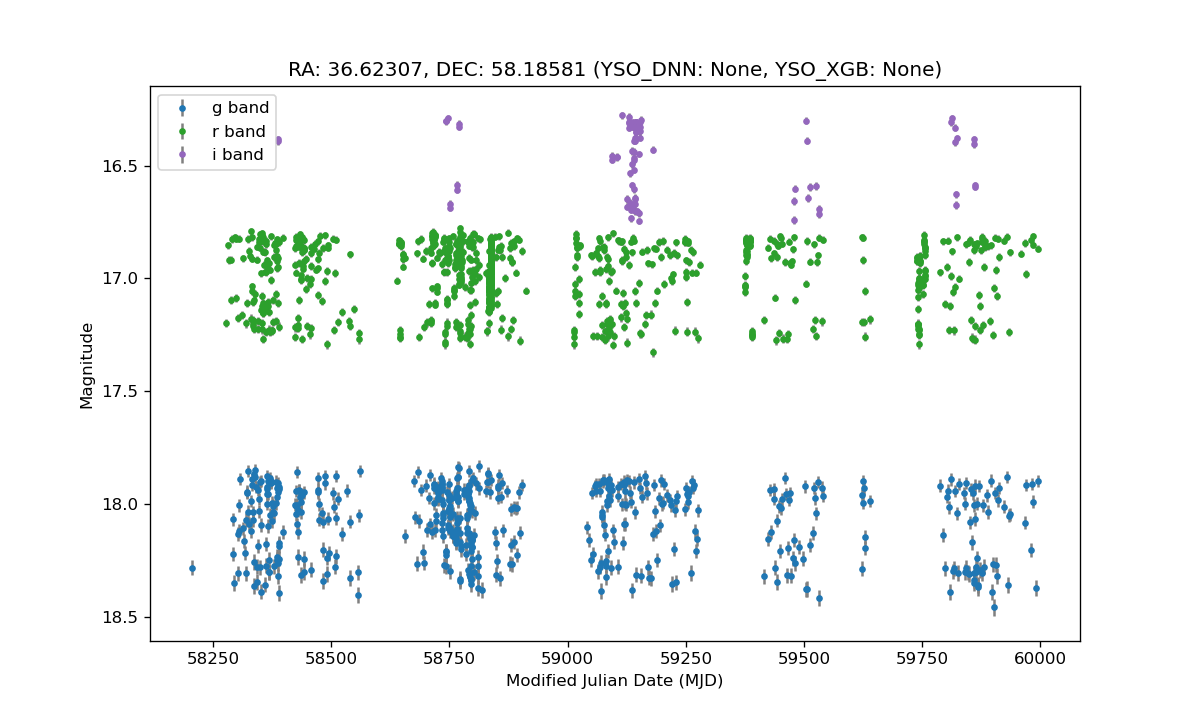 RA: 36.62307, DEC: 58.18581 (YSO_DNN: None, YSO_XGB: None)
g band
r band
i band
16.5
17.0
17.5
18.0
18.5
Magnitude
58250 58500 58750 59000 59250 59500 59750 60000
Modified Julian Date (MJD)